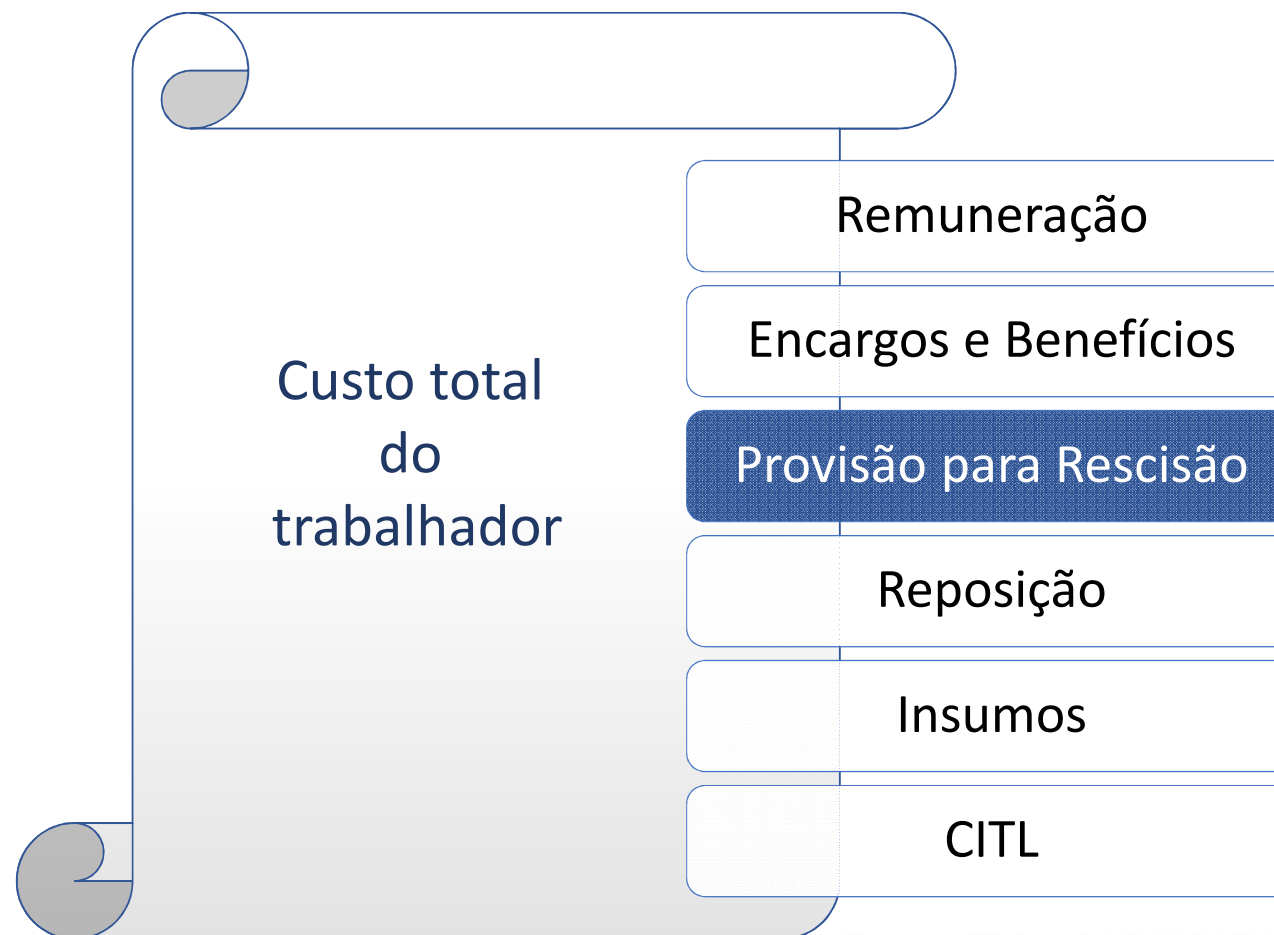 Custo total
do
trabalhador
Remuneração
Encargos e Benefícios
Provisão para Rescisão
Reposição
Insumos
CITL